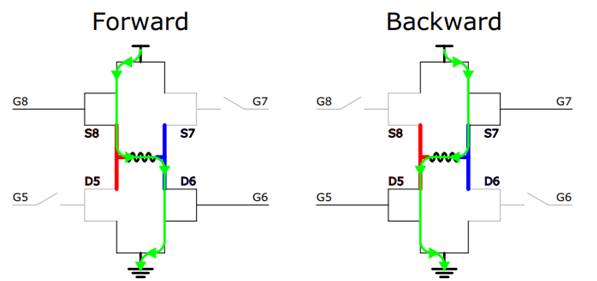 Forward Backward
G8 G7 G8 G7
S8 S7 S8 S7
D5 D6 D5 D6
G5 G6 G5 G6